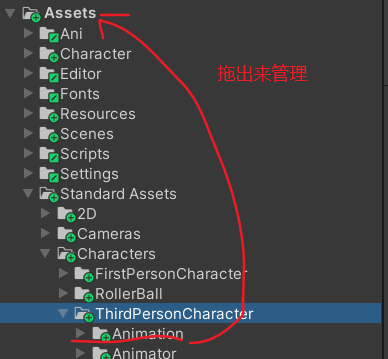 Assets
Ani
Character
拖出来管理
Editor
Fonts
Resources
Scenes
Scripts
Settings
Standard Assets
2D
Cameras
Characters
FirstPersonCharacter
RollerBall
ThirdPersonCharacter
Animation
Animator